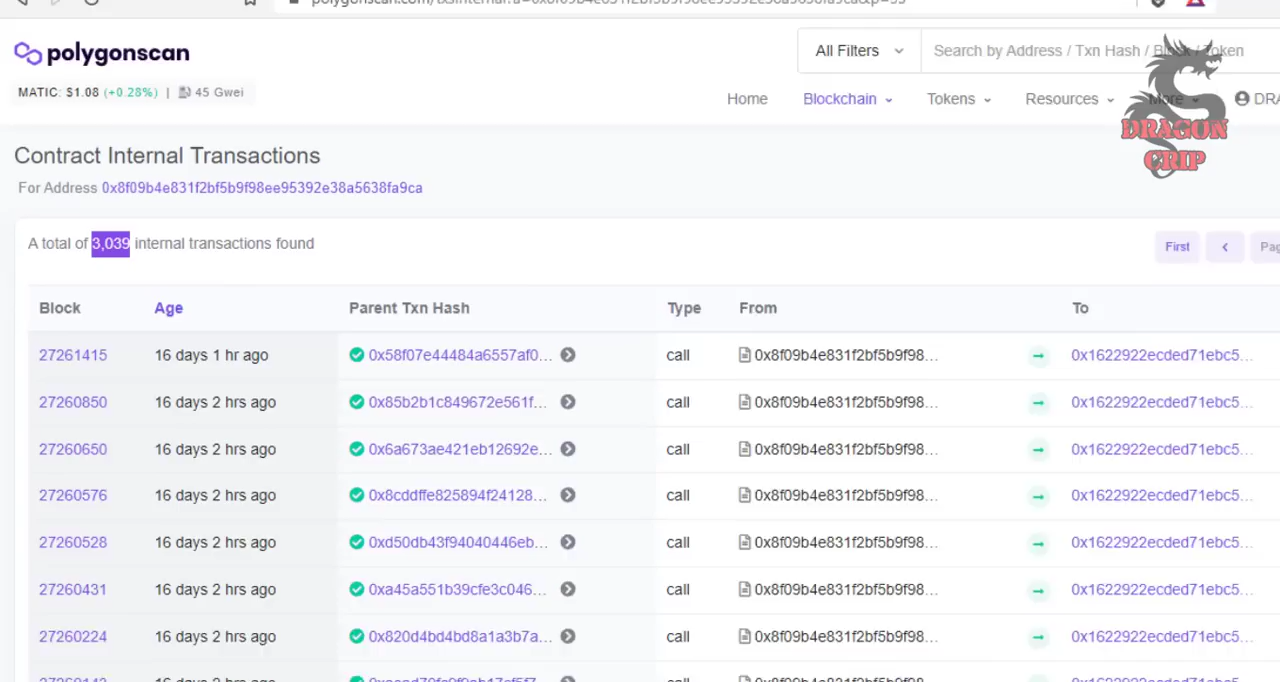 polygonscan
All Filters
Search by Address / Txn Hash / Block / Token
MATIC: $1.08 (+0.28%) | 45 Gwei
Home Blockchain Tokens Resources More DRA
DRAGON
CRIP
Contract Internal Transactions
For Address 0x8f09b4e831f2bf5b9f98ee95392e38a5638fa9ca
A total of 3,039 internal transactions found
First Pag
Block Age Parent Txn Hash Type From To
27261415 16 days 1 hr ago 0x58f07e44484a6557af0... call 0x8f09b4e831f2bf5b9f98... 0x1622922ecded71ebc5...
27260850 16 days 2 hrs ago 0x85b2b1c849672e561f... call 0x8f09b4e831f2bf5b9f98... 0x1622922ecded71ebc5...
27260650 16 days 2 hrs ago 0x6a673ae421eb12692e... call 0x8f09b4e831f2bf5b9f98... 0x1622922ecded71ebc5...
27260576 16 days 2 hrs ago 0x8cddffe825894f24128... call 0x8f09b4e831f2bf5b9f98... 0x1622922ecded71ebc5...
27260528 16 days 2 hrs ago 0xd50db43f94040446eb... call 0x8f09b4e831f2bf5b9f98... 0x1622922ecded71ebc5...
27260431 16 days 2 hrs ago 0xa45a551b39cfe3c046... call 0x8f09b4e831f2bf5b9f98... 0x1622922ecded71ebc5...
27260224 16 days 2 hrs ago 0x820d4bd4bd8a1a3b7a... call 0x8f09b4e831f2bf5b9f98... 0x1622922ecded71ebc5...